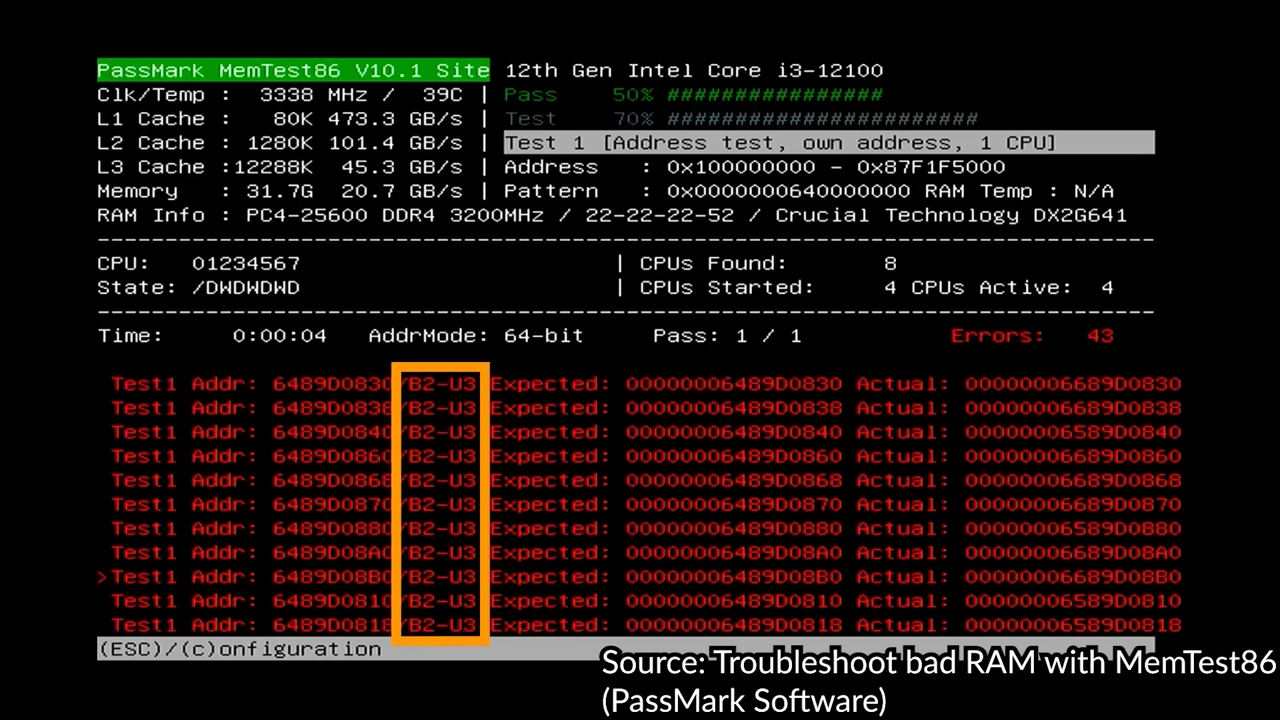 PassMark MemTest86 V10.1 Site 12th Gen Intel Core i3-12100
Clk/Temp : 3338 MHz / 39C | Pass 50% ################
L1 Cache : 80K 473.3 GB/s | Test 70% #######################
L2 Cache : 1280K 101.4 GB/s | Test 1 [Address test, own address, 1 CPU]
L3 Cache :12288K 45.3 GB/s | Address : 0x100000000 - 0x87F1F5000
Memory : 31.7G 20.7 GB/s | Pattern : 0x0000000640000000 RAM Temp : N/A
RAM Info : PC4-25600 DDR4 3200MHz / 22-22-22-52 / Crucial Technology DX2G641
CPU: 01234567 | CPUs Found: 8
State: /DWDWDWD | CPUs Started: 4 CPUs Active: 4
Time: 0:00:04 AddrMode: 64-bit Pass: 1 / 1 Errors: 43
Test1 Addr: 6489D0830/B2-U3 Expected: 00000006489D0830 Actual: 00000006689D0830
Test1 Addr: 6489D0838/B2-U3 Expected: 00000006489D0838 Actual: 00000006689D0838
Test1 Addr: 6489D0840/B2-U3 Expected: 00000006489D0840 Actual: 00000006589D0840
Test1 Addr: 6489D0860/B2-U3 Expected: 00000006489D0860 Actual: 00000006689D0860
Test1 Addr: 6489D0868/B2-U3 Expected: 00000006489D0868 Actual: 00000006689D0868
Test1 Addr: 6489D0870/B2-U3 Expected: 00000006489D0870 Actual: 00000006689D0870
Test1 Addr: 6489D0880/B2-U3 Expected: 00000006489D0880 Actual: 00000006589D0880
Test1 Addr: 6489D08A0/B2-U3 Expected: 00000006489D08A0 Actual: 00000006689D08A0
>Test1 Addr: 6489D08B0/B2-U3 Expected: 00000006489D08B0 Actual: 00000006689D08B0
Test1 Addr: 6489D0810/B2-U3 Expected: 00000006489D0810 Actual: 00000006589D0810
Test1 Addr: 6489D0818/B2-U3 Expected: 00000006489D0818 Actual: 00000006589D0818
(ESC)/(c)onfiguration
Source: Troubleshoot bad RAM with MemTest86
(PassMark Software)